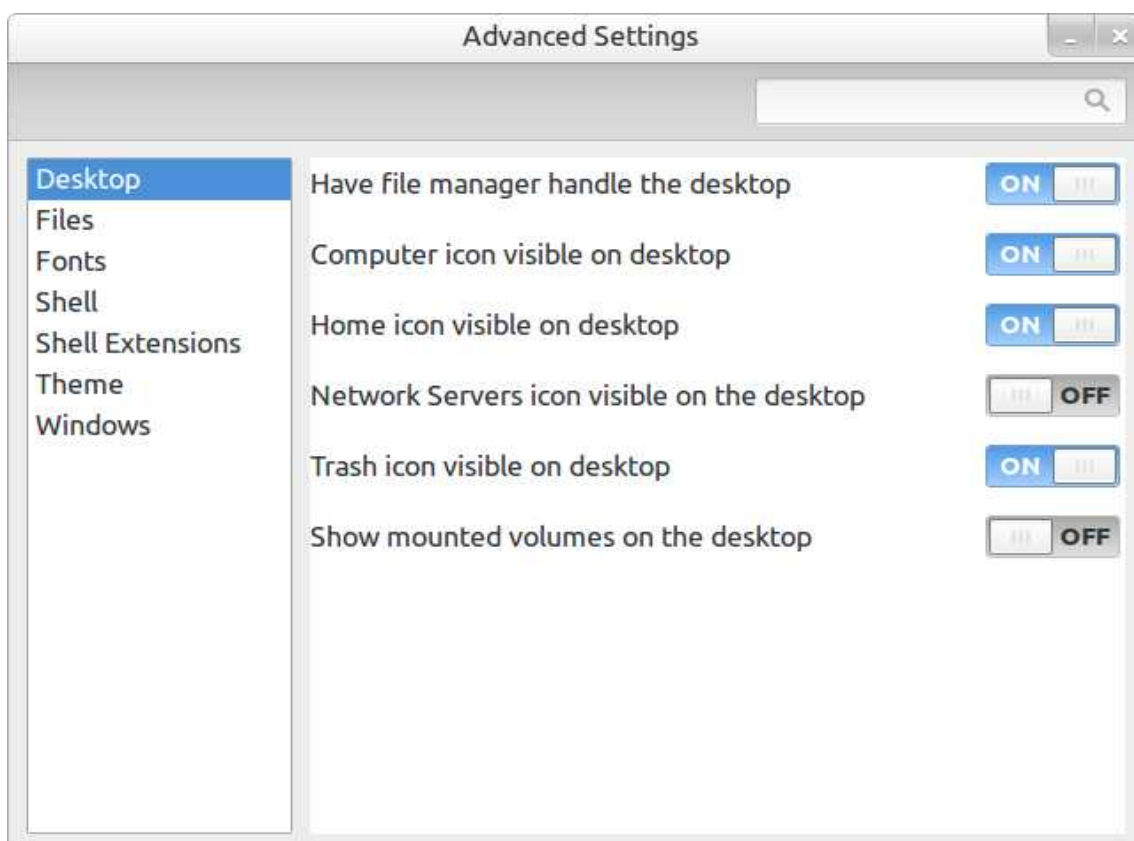 Advanced Settings
Desktop
Files
Fonts
Shell
Shell Extensions
Theme
Windows
Have file manager handle the desktop ON
Computer icon visible on desktop ON
Home icon visible on desktop ON
Network Servers icon visible on the desktop OFF
Trash icon visible on desktop ON
Show mounted volumes on the desktop OFF